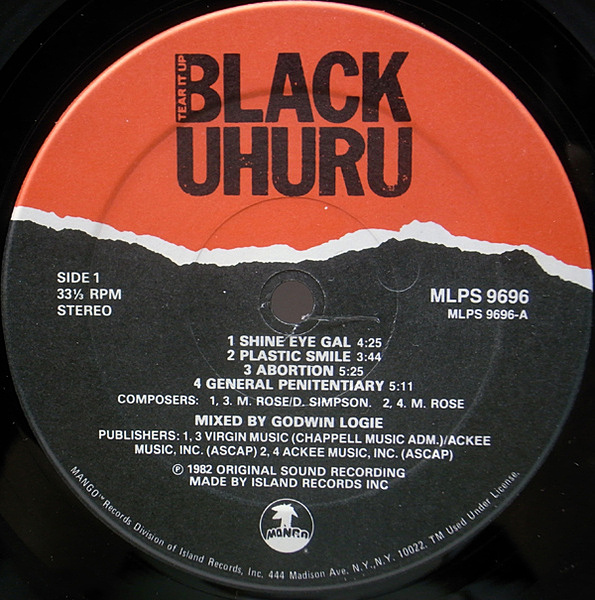 TEAR IT UP
BLACK
UHURU
SIDE 1
33⅓ RPM
STEREO
MLPS 9696
MLPS 9696-A
1 SHINE EYE GAL 4:25
2 PLASTIC SMILE 3:44
3 ABORTION 5:25
4 GENERAL PENITENTIARY 5:11
COMPOSERS: 1, 3. M. ROSE/D. SIMPSON. 2, 4. M. ROSE
MIXED BY GODWIN LOGIE
PUBLISHERS: 1, 3 VIRGIN MUSIC (CHAPPELL MUSIC ADM.)/ACKEE
MUSIC, INC. (ASCAP) 2, 4 ACKEE MUSIC, INC. (ASCAP)
℗ 1982 ORIGINAL SOUND RECORDING
MADE BY ISLAND RECORDS INC
MANGO
®
MANGO™ Records Division of Island Records, Inc. 444 Madison Ave. N.Y., N.Y. 10022. TM Used Under License.